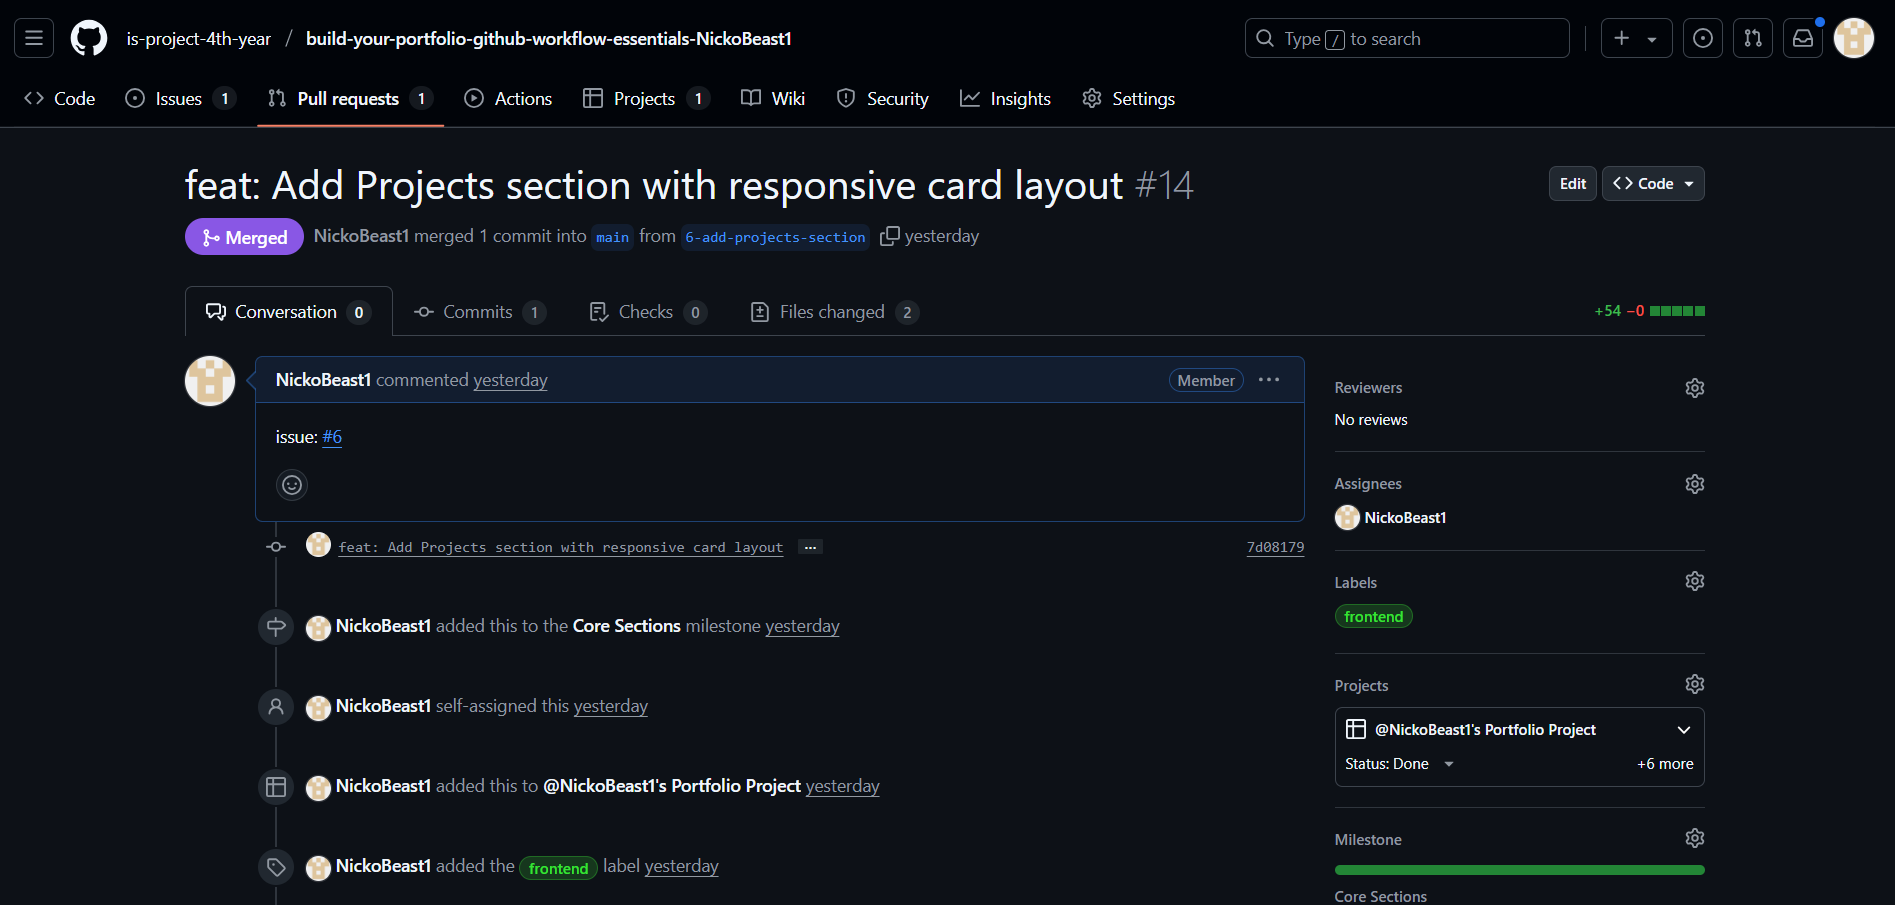 is-project-4th-year / build-your-portfolio-github-workflow-essentials-NickoBeast1
Type / to search
Code Issues 1 Pull requests 1 Actions Projects 1 Wiki Security Insights Settings
feat: Add Projects section with responsive card layout #14
Edit Code
Merged NickoBeast1 merged 1 commit into main from 6-add-projects-section yesterday
Conversation 0 Commits 1 Checks 0 Files changed 2
+54 −0
NickoBeast1 commented yesterday
Member ...
issue: #6
feat: Add Projects section with responsive card layout ... 7d08179
NickoBeast1 added this to the Core Sections milestone yesterday
NickoBeast1 self-assigned this yesterday
NickoBeast1 added this to @NickoBeast1's Portfolio Project yesterday
NickoBeast1 added the frontend label yesterday
Reviewers
No reviews
Assignees
NickoBeast1
Labels
frontend
Projects
@NickoBeast1's Portfolio Project
Status: Done +6 more
Milestone
Core Sections